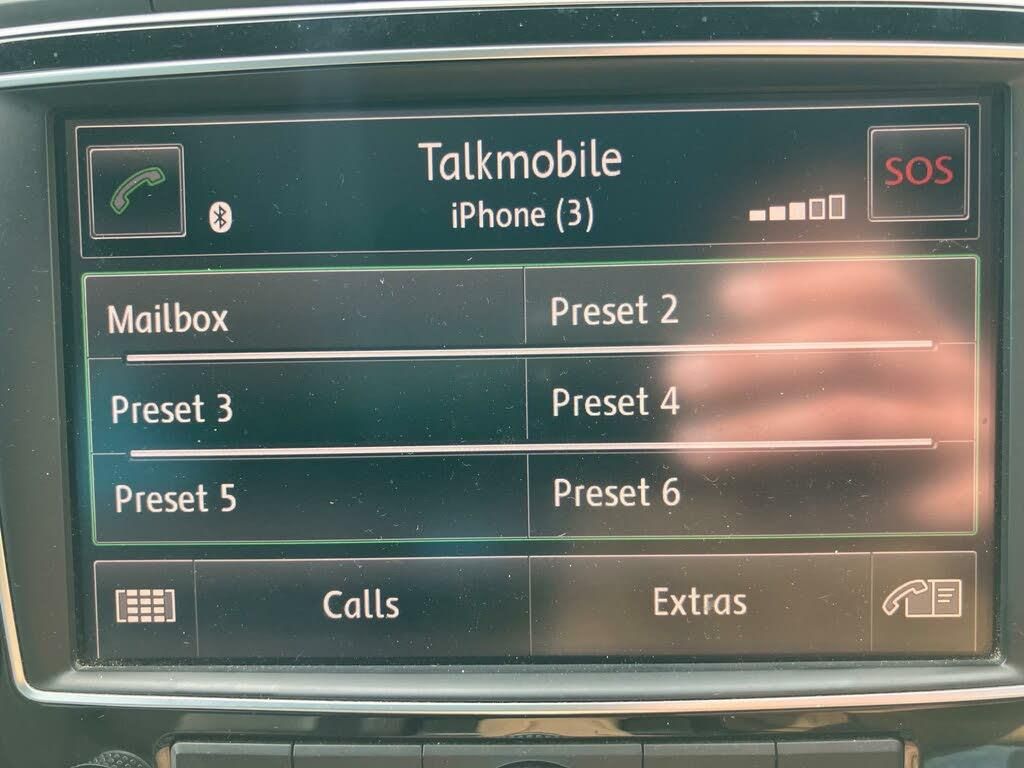 Talkmobile
SOS
iPhone (3)
Mailbox
Preset 2
Preset 3
Preset 4
Preset 5
Preset 6
Calls
Extras